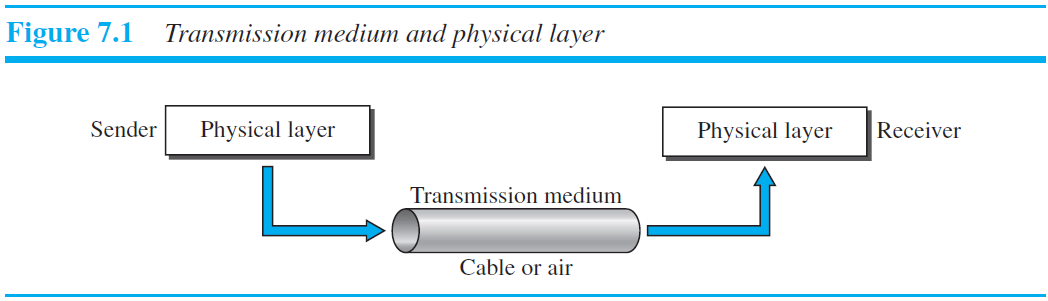 Figure 7.1 Transmission medium and physical layer
Sender Physical layer Physical layer Receiver
Transmission medium
Cable or air